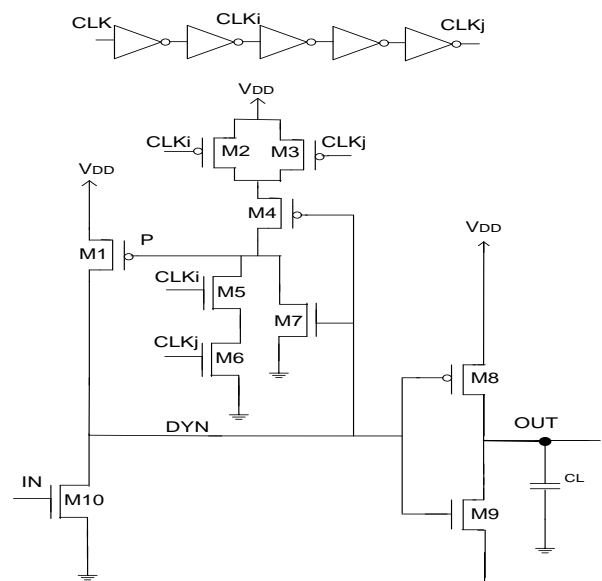 CLK CLKi CLKj
VDD
CLKi M2 M3 CLKj
VDD
M4
P
M1
CLKi M5
M7
VDD
CLKj M6
M8
DYN OUT
IN
M10 M9 CL